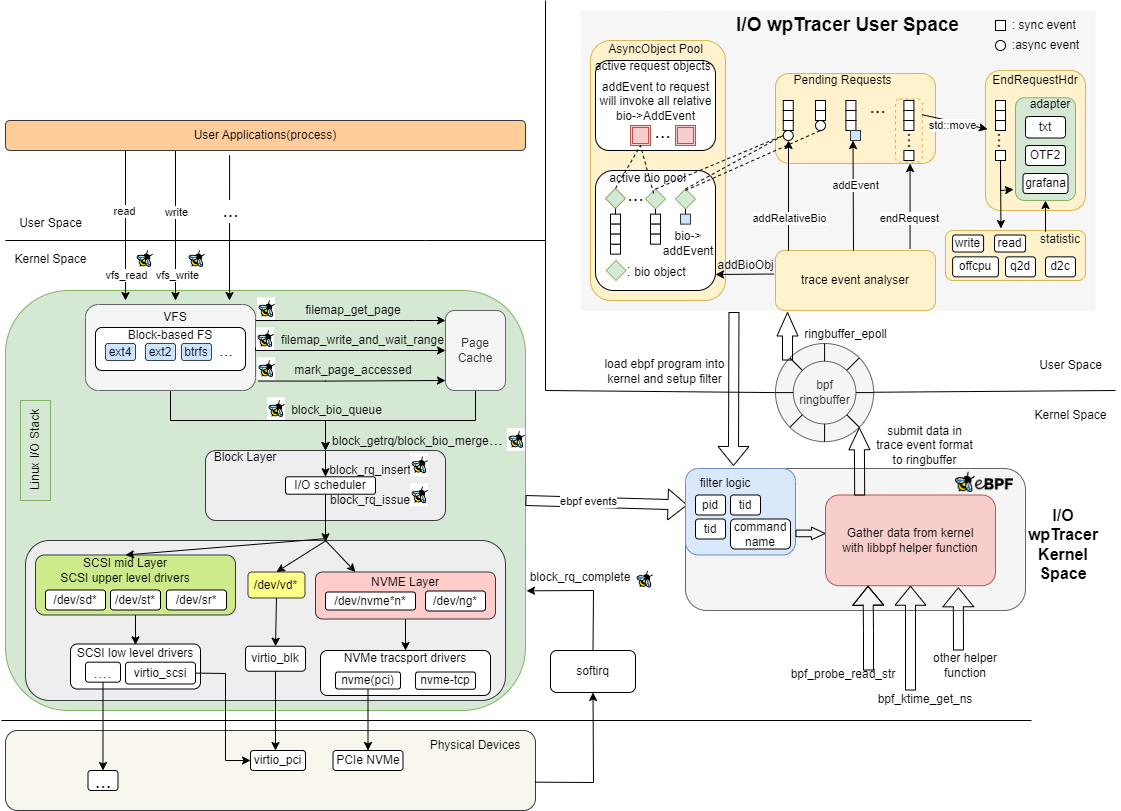 User Applications(process)
read
write
...
User Space
Kernel Space
vfs_read
vfs_write
VFS
Block-based FS
ext4
ext2
btrfs
...
filemap_get_page
filemap_write_and_wait_range
mark_page_accessed
Page
Cache
block_bio_queue
block_getrq/block_bio_merge...
Linux I/O Stack
Block Layer
block_rq_insert
I/O scheduler
block_rq_issue
SCSI mid Layer
SCSI upper level drivers
/dev/sd*
/dev/st*
/dev/sr*
/dev/vd*
NVME Layer
/dev/nvme*n*
/dev/ng*
SCSI low level drivers
....
virtio_scsi
virtio_blk
NVMe tracsport drivers
nvme(pci)
nvme-tcp
block_rq_complete
softirq
Physical Devices
...
virtio_pci
PCIe NVMe
I/O wpTracer User Space
: sync event
:async event
AsyncObject Pool
active request objects
addEvent to request
will invoke all relative
bio->AddEvent
...
active bio pool
...
bio->
addEvent
: bio object
Pending Requests
...
std::move
EndRequestHdr
adapter
txt
OTF2
grafana
addEvent
addRelativeBio
endRequest
write
read
statistic
offcpu
q2d
d2c
addBioObj
trace event analyser
load ebpf program into
kernel and setup filter
ringbuffer_epoll
bpf
ringbuffer
User Space
Kernel Space
submit data in
trace event format
to ringbuffer
ebpf events
filter logic
pid
tid
tid
command
name
eBPF
Gather data from kernel
with libbpf helper function
I/O
wpTracer
Kernel
Space
bpf_probe_read_str
bpf_ktime_get_ns
other helper
function